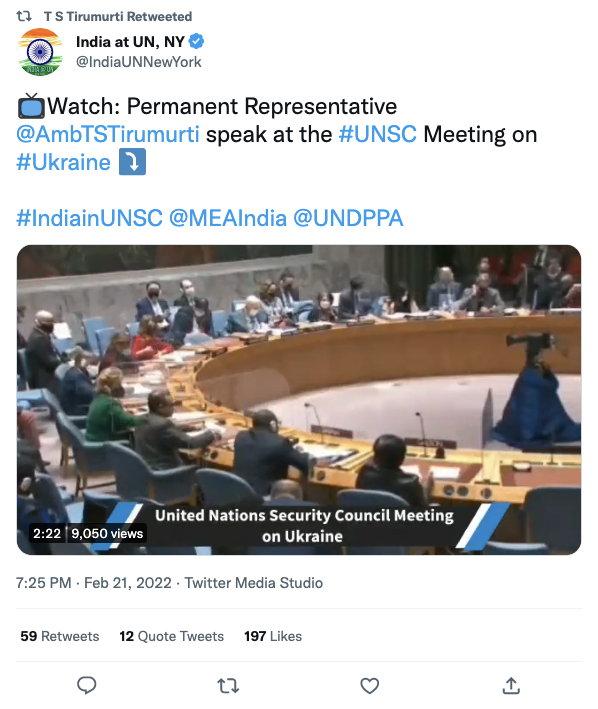 T S Tirumurti Retweeted
India at UN, NY
@IndiaUNNewYork
Watch: Permanent Representative
@AmbTSTirumurti speak at the #UNSC Meeting on
#Ukraine
#IndiainUNSC @MEAIndia @UNDPPA
United Nations Security Council Meeting
on Ukraine
2:22 9,050 views
7:25 PM · Feb 21, 2022 · Twitter Media Studio
59 Retweets 12 Quote Tweets 197 Likes